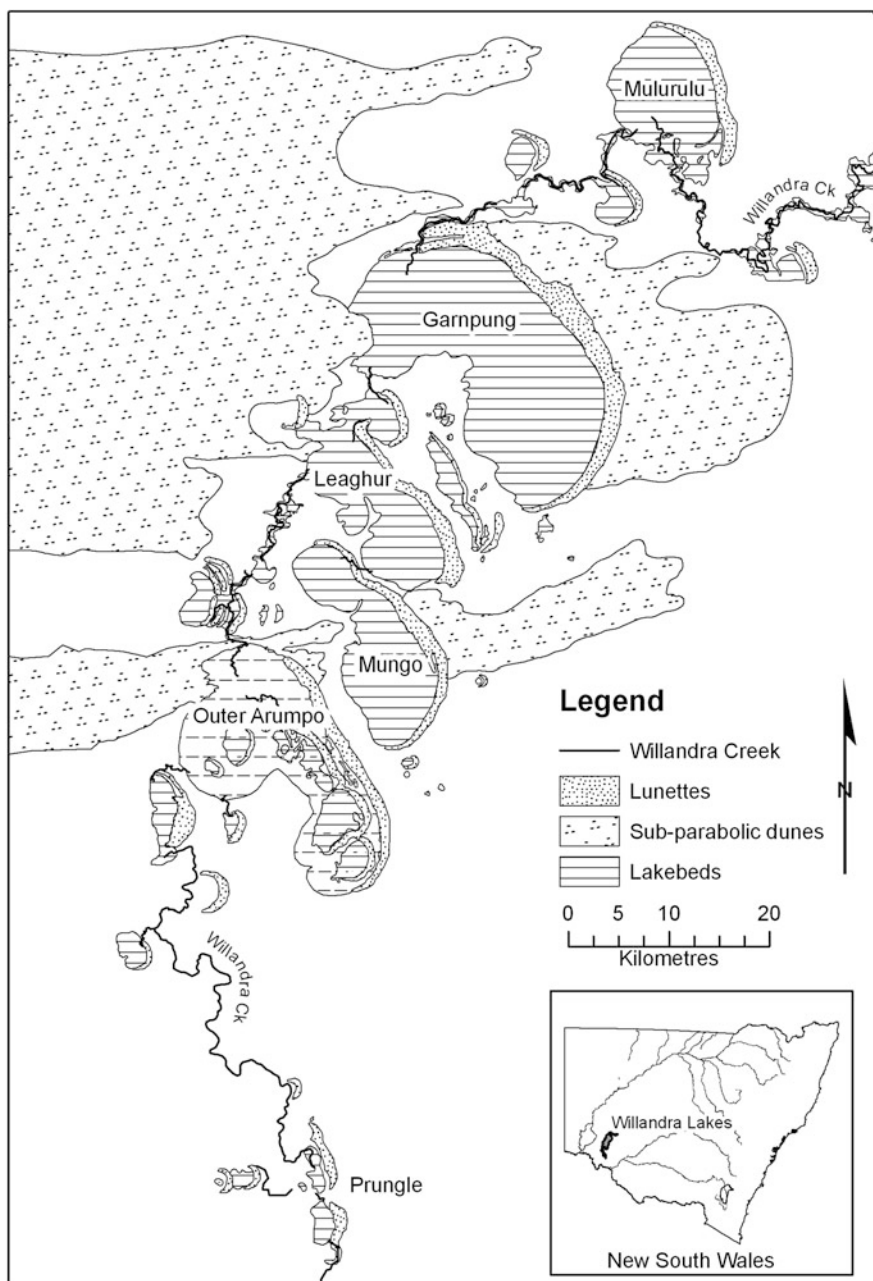 Mulurulu
Willandra Ck
Garnpung
Leaghur
Mungo
Outer Arumpo
Willandra Ck
Prungle
Legend
Willandra Creek
Lunettes
Sub-parabolic dunes
Lakebeds
N
0 5 10 20
Kilometres
Willandra Lakes
New South Wales